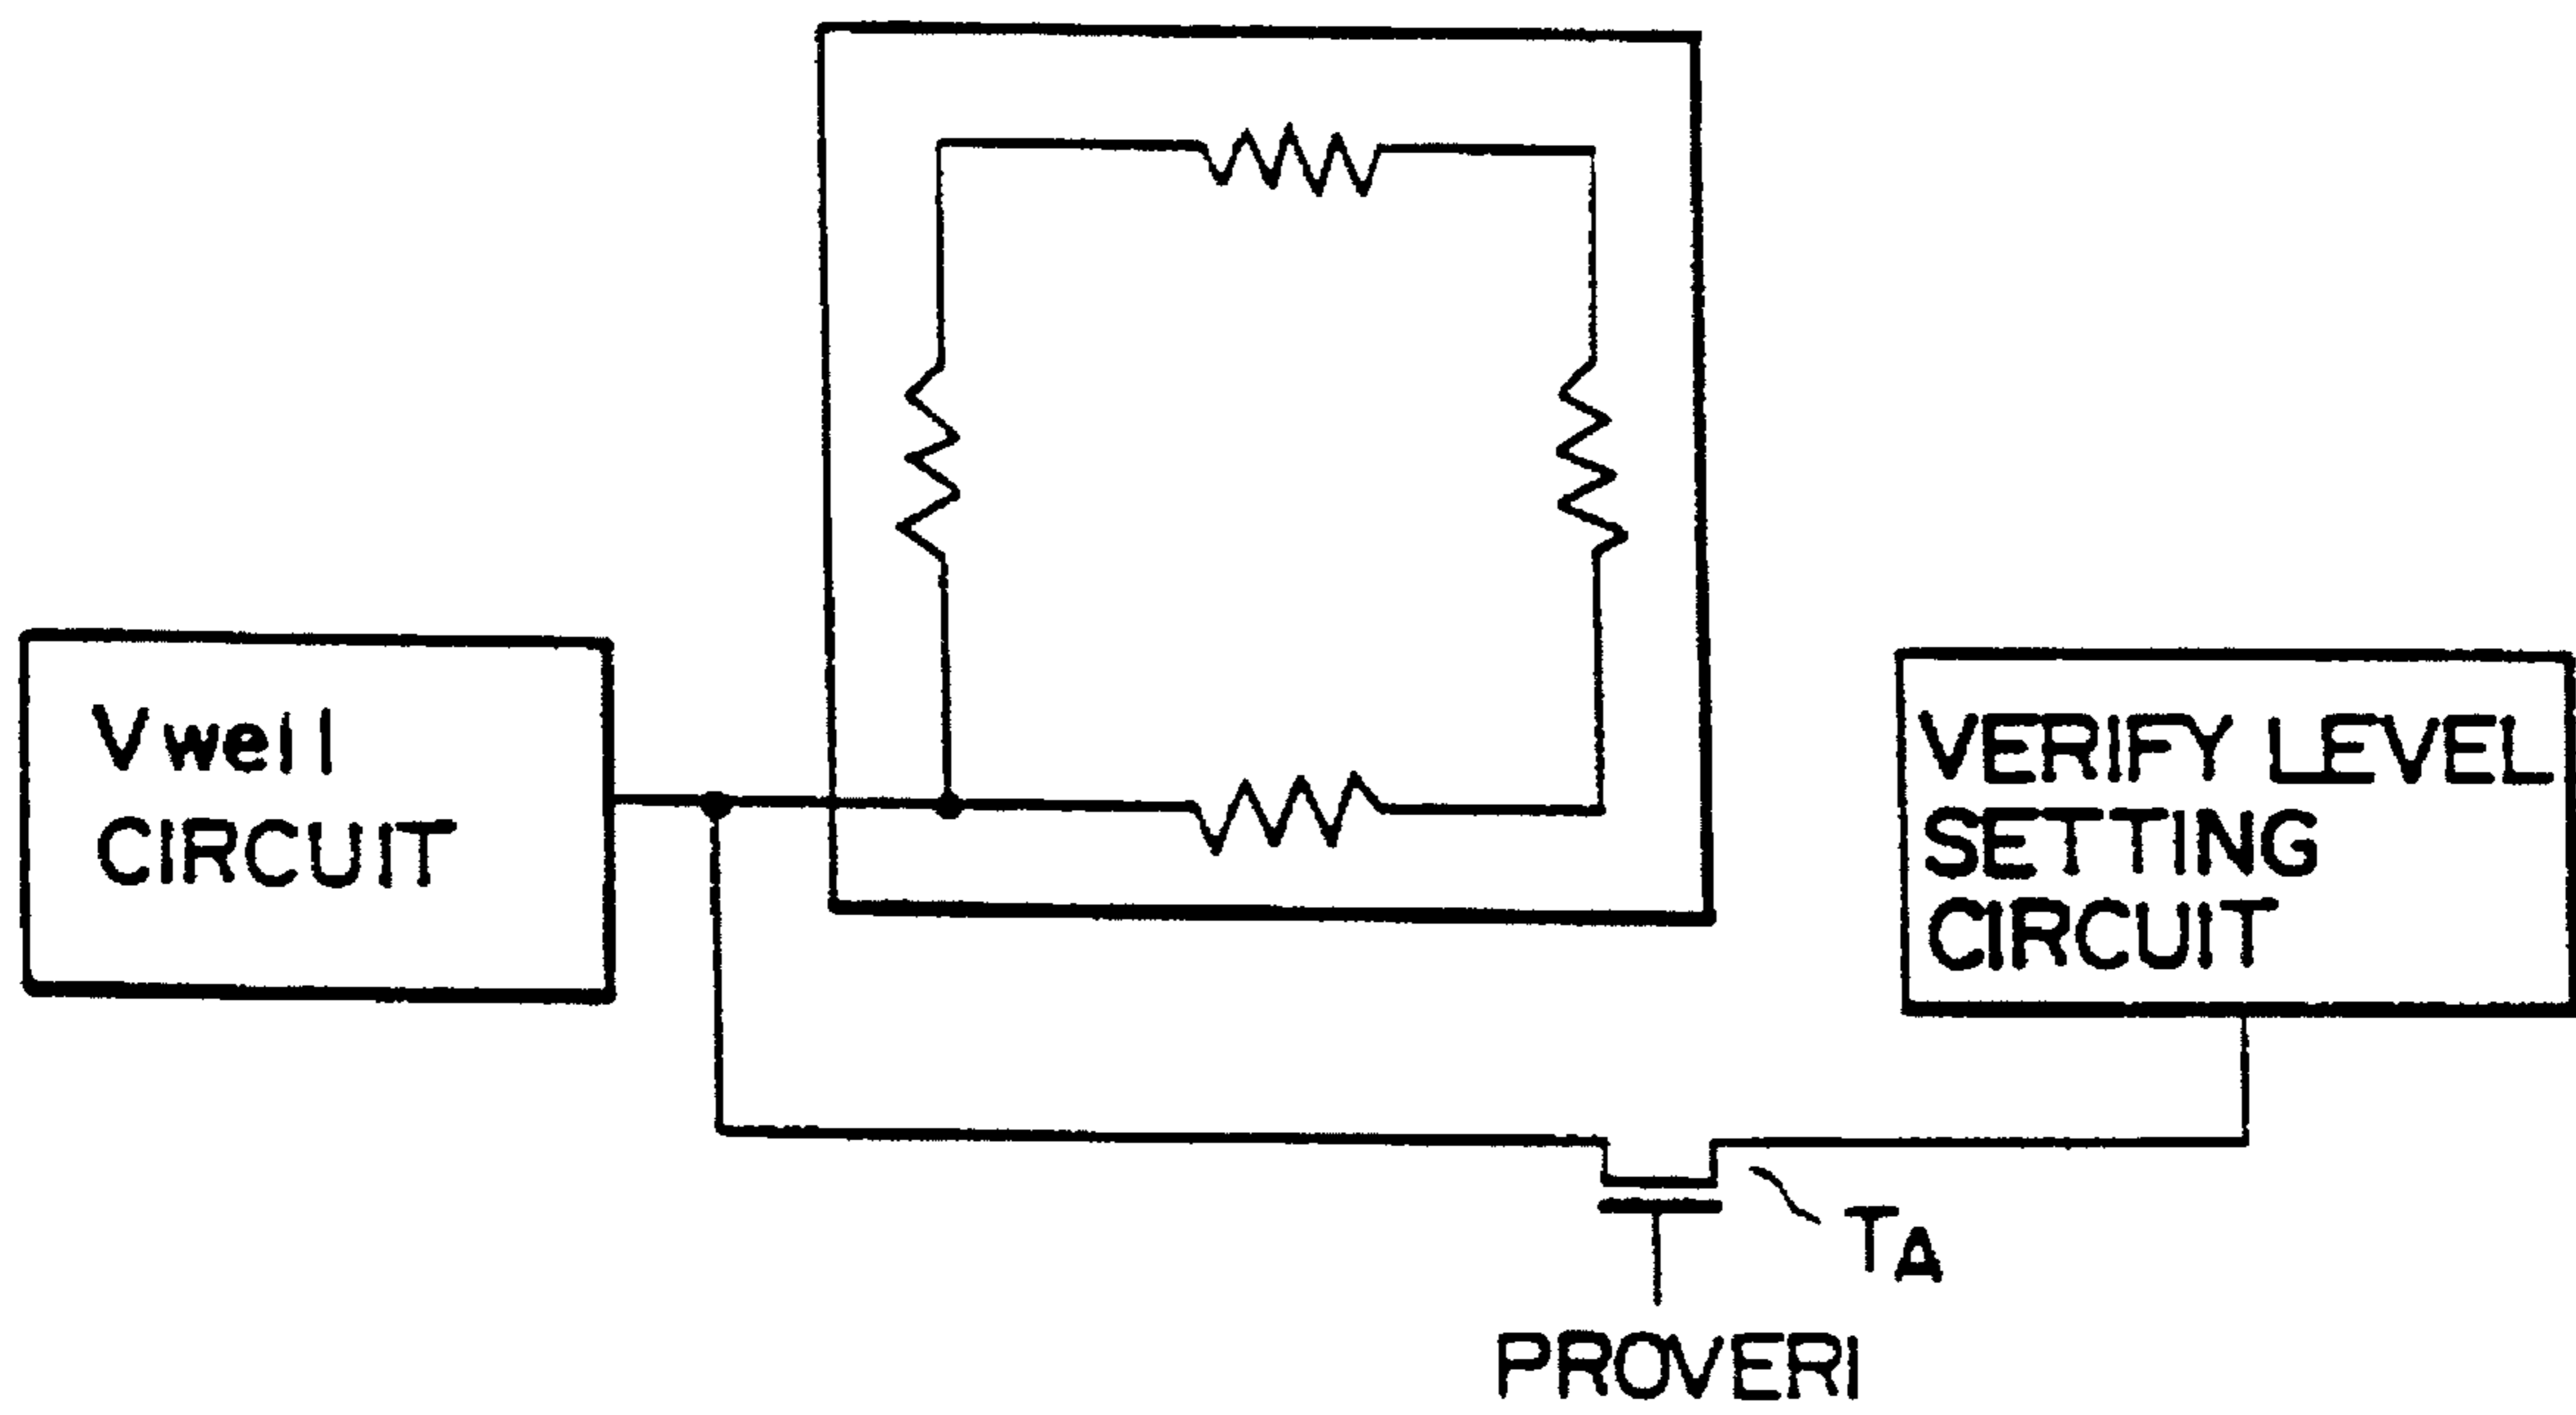 Vwell
CIRCUIT
VERIFY LEVEL
SETTING
CIRCUIT
TA
PROVERI